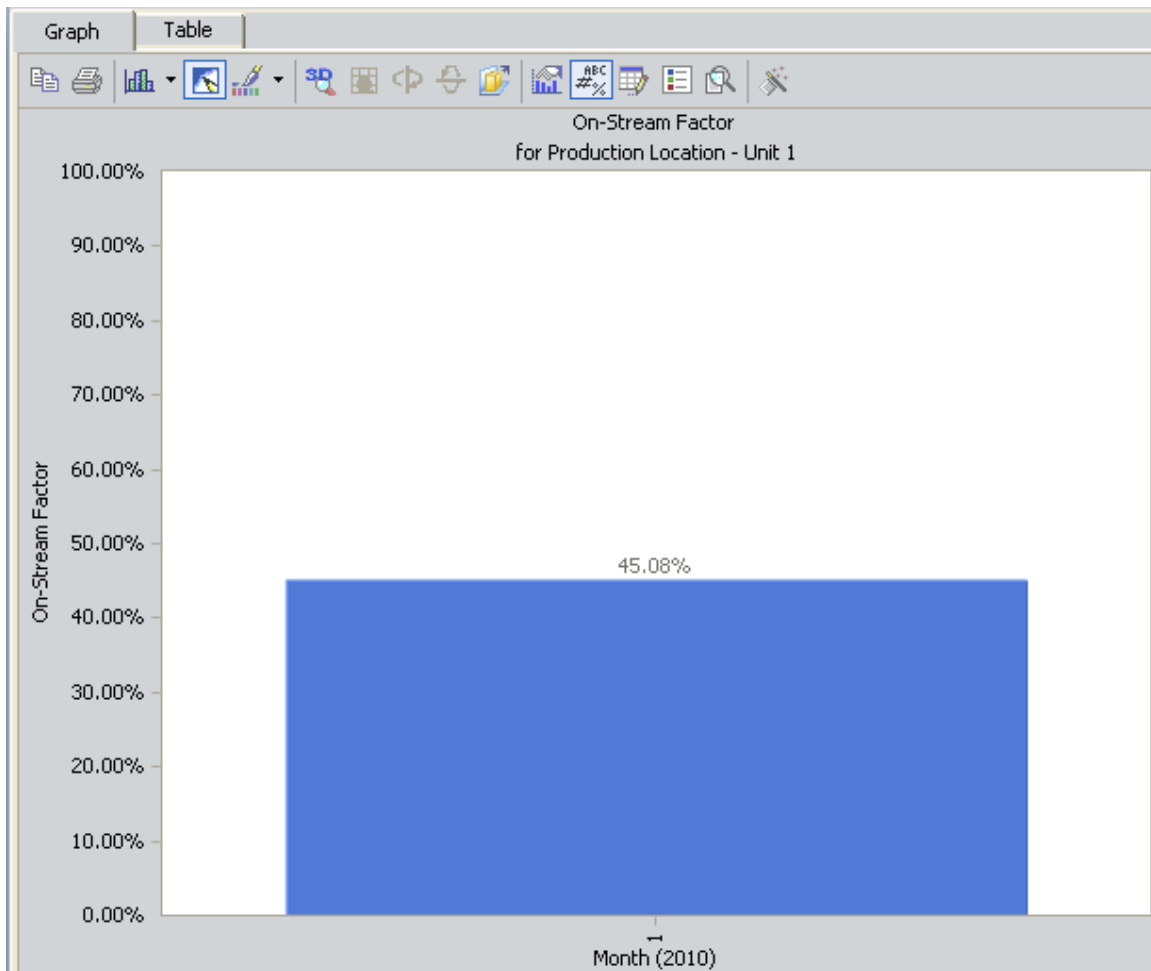 Graph
Table
3D
ABC
#%
On-Stream Factor
for Production Location - Unit 1
100.00%
90.00%
80.00%
70.00%
60.00%
50.00%
40.00%
30.00%
20.00%
10.00%
0.00%
On-Stream Factor
45.08%
1
Month (2010)